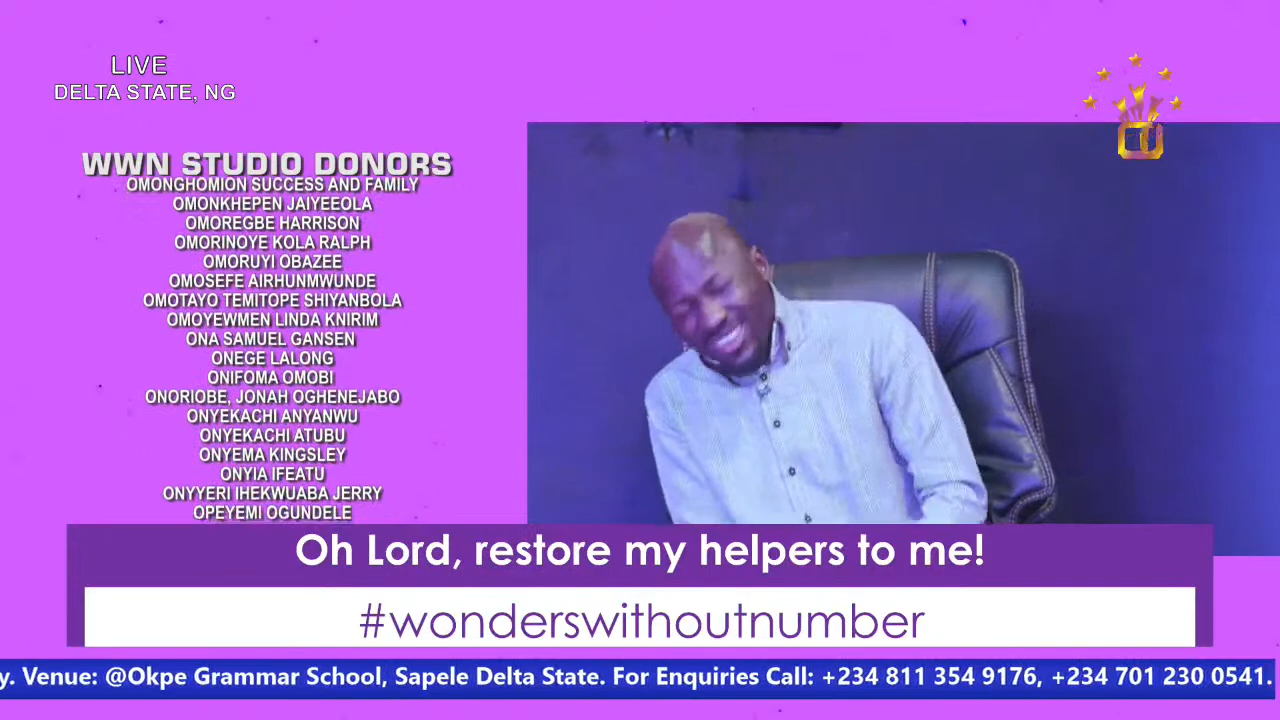 LIVE
DELTA STATE, NG
WWN STUDIO DONORS
OMONGHOMION SUCCESS AND FAMILY
OMONKHEPEN JAIYEEOLA
OMOREGBE HARRISON
OMORINOYE KOLA RALPH
OMORUYI OBAZEE
OMOSEFE AIRHUNMWUNDE
OMOTAYO TEMITOPE SHIYANBOLA
OMOYEWMEN LINDA KNIRIM
ONA SAMUEL GANSEN
ONEGE LALONG
ONIFOMA OMOBI
ONORIOBE, JONAH OGHENEJABO
ONYEKACHI ANYANWU
ONYEKACHI ATUBU
ONYEMA KINGSLEY
ONYIA IFEATU
ONYYERI IHEKWUABA JERRY
OPEYEMI OGUNDELE
Oh Lord, restore my helpers to me!
#wonderswithoutnumber
y. Venue: @Okpe Grammar School, Sapele Delta State. For Enquiries Call: +234 811 354 9176, +234 701 230 0541.